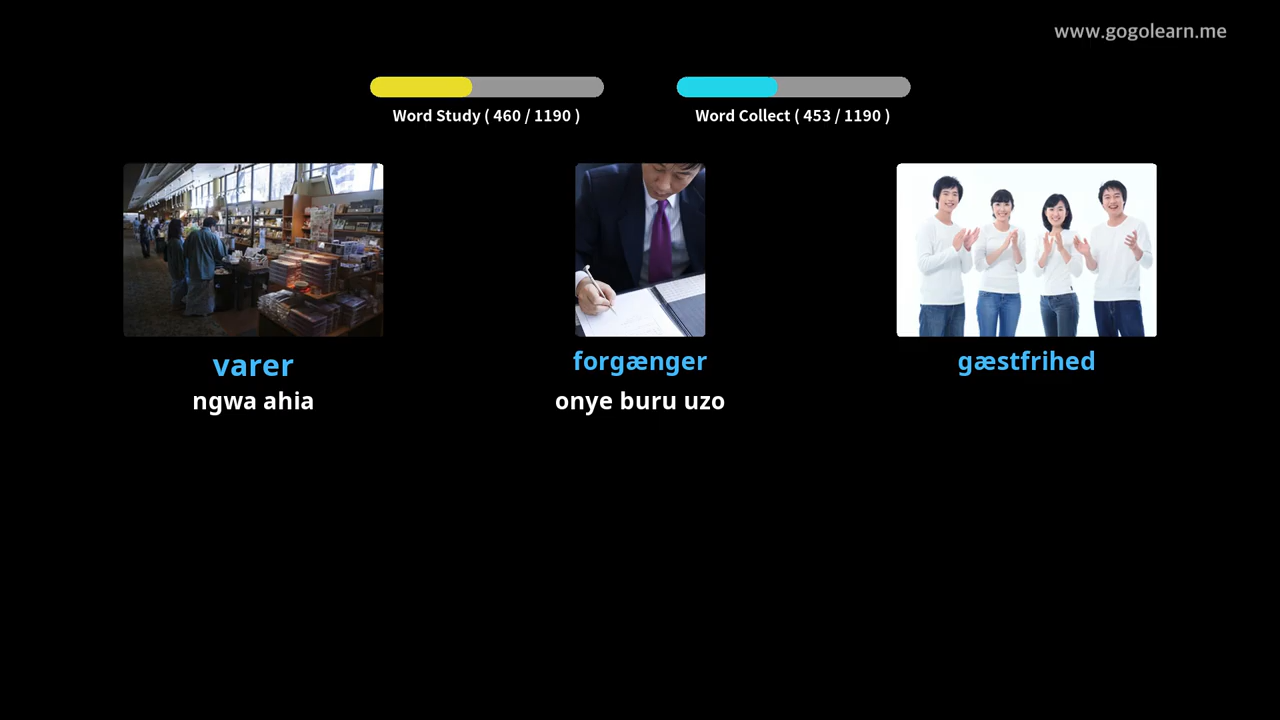 www.gogolearn.me
Word Study ( 460 / 1190 )
Word Collect ( 453 / 1190 )
varer
ngwa ahia
forgænger
onye buru uzo
gæstfrihed